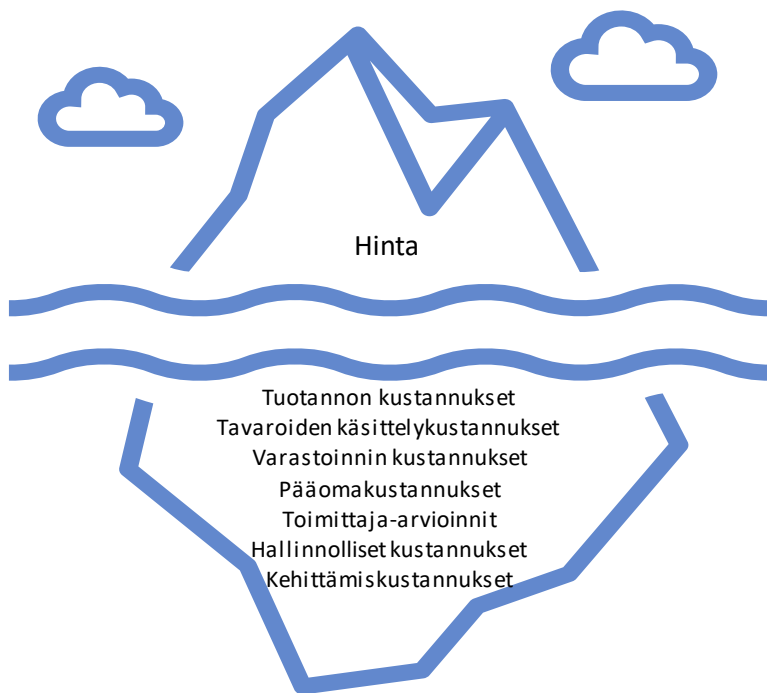 Hinta
Tuotannon kustannukset
Tavaroiden käsittelykustannukset
Varastoinnin kustannukset
Pääomakustannukset
Toimittaja-arvioinnit
Hallinnolliset kustannukset
Kehittämiskustannukset